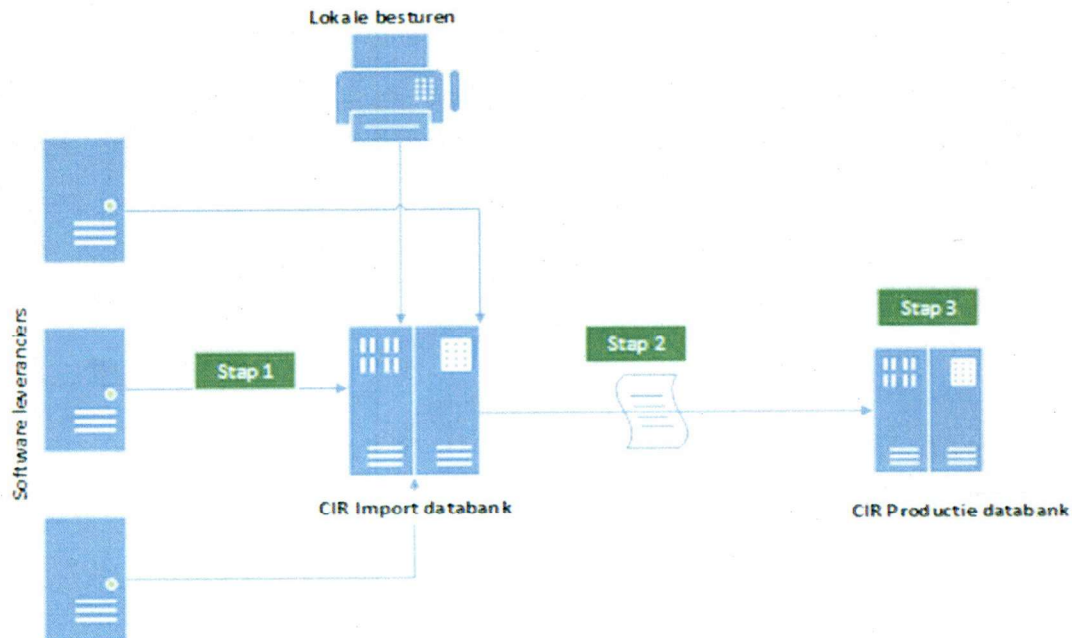 Lokale besturen
Software leveranciers
Stap 1
Stap 2
Stap 3
CIR Import databank
CIR Productie databank